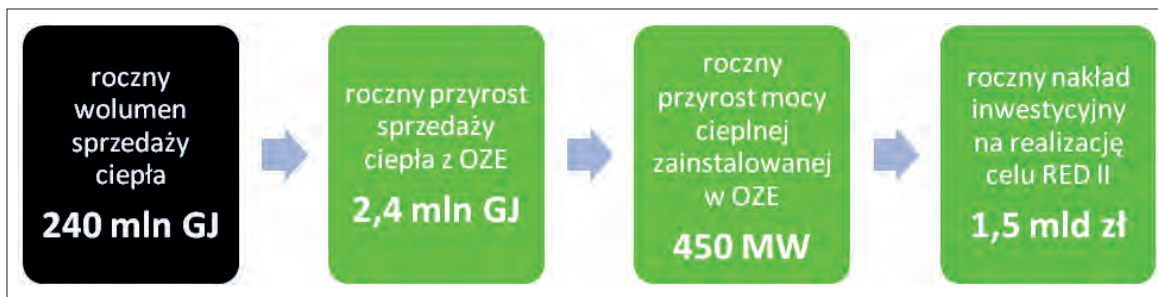 roczny
wolumen
sprzedaży
ciepła
240 mln GJ
roczny przyrost
sprzedaży
ciepła z OZE
2,4 mln GJ
roczny
przyrost mocy
cieplnej
zainstalowanej
w OZE
450 MW
roczny nakład
inwestycyjny
na realizację
celu RED II
1,5 mld zł